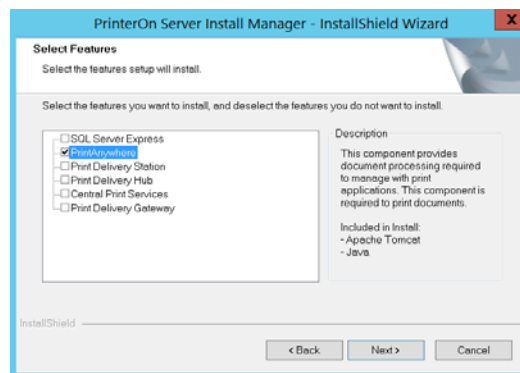 PrinterOn Server Install Manager - InstallShield Wizard
x
Select Features
Select the features setup will install.
Select the features you want to install, and deselect the features you do not want to install.
SQL Server Express
PrintAnywhere
Print Delivery Station
Print Delivery Hub
Central Print Services
Print Delivery Gateway
Description
This component provides
document processing required
to manage with print
applications. This component is
required to print documents.
Included in Install:
- Apache Tomcat
- Java
InstallShield
< Back
Next >
Cancel